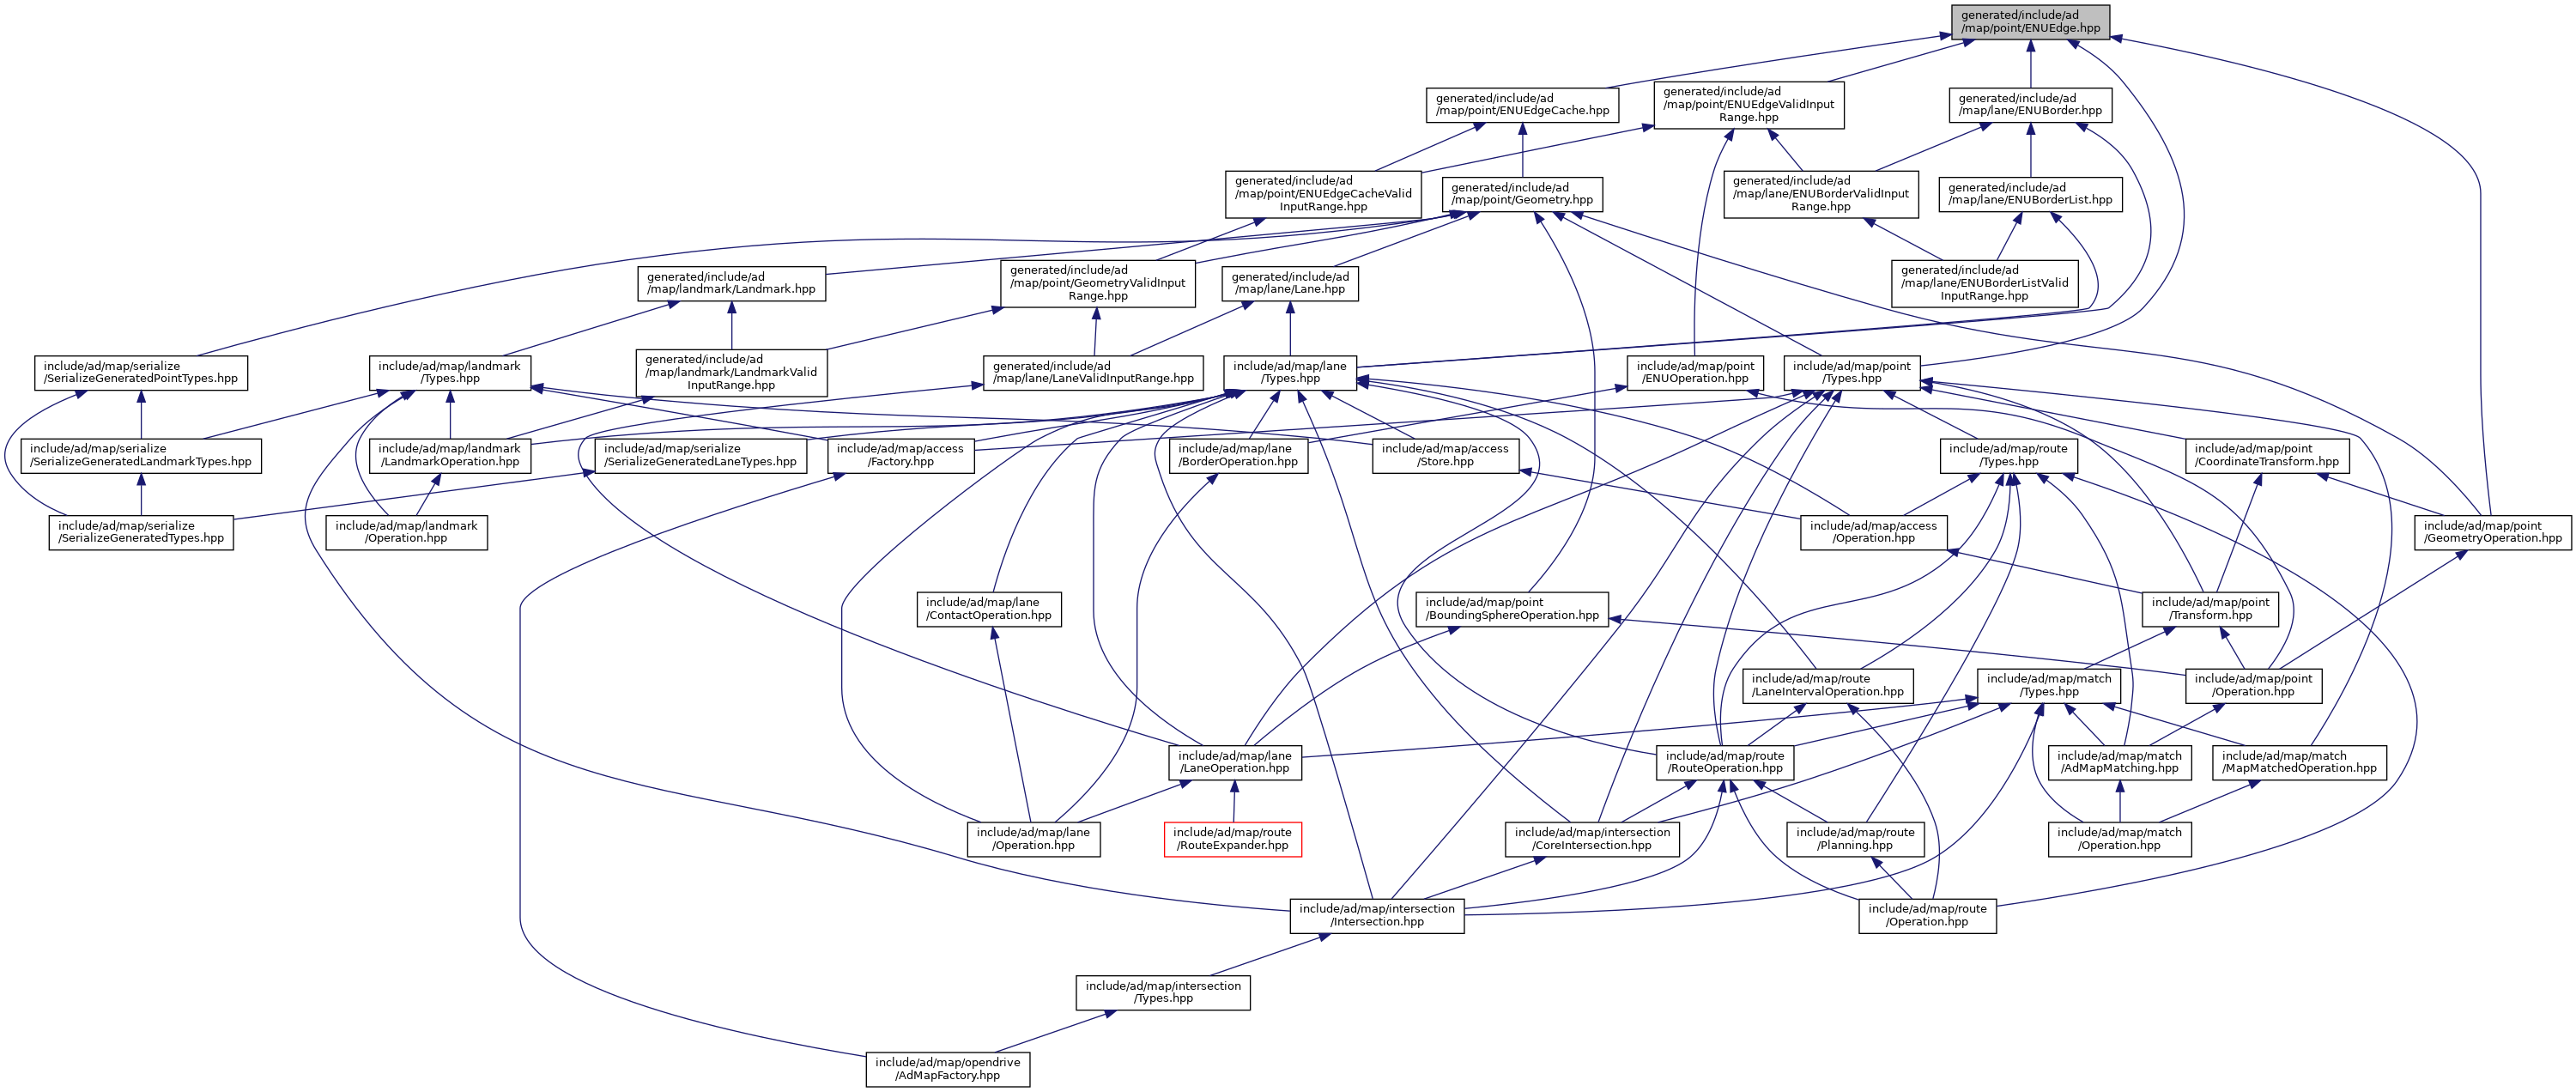 generated/include/ad
/map/point/ENUEdge.hpp
generated/include/ad
/map/point/ENUEdgeCache.hpp
generated/include/ad
/map/point/ENUEdgeValidInput
Range.hpp
generated/include/ad
/map/lane/ENUBorder.hpp
generated/include/ad
/map/point/ENUEdgeCacheValid
InputRange.hpp
generated/include/ad
/map/point/Geometry.hpp
generated/include/ad
/map/lane/ENUBorderValidInput
Range.hpp
generated/include/ad
/map/lane/ENUBorderList.hpp
generated/include/ad
/map/landmark/Landmark.hpp
generated/include/ad
/map/point/GeometryValidInput
Range.hpp
generated/include/ad
/map/lane/Lane.hpp
generated/include/ad
/map/lane/ENUBorderListValid
InputRange.hpp
include/ad/map/serialize
/SerializeGeneratedPointTypes.hpp
include/ad/map/landmark
/Types.hpp
generated/include/ad
/map/landmark/LandmarkValid
InputRange.hpp
generated/include/ad
/map/lane/LaneValidInputRange.hpp
include/ad/map/lane
/Types.hpp
include/ad/map/point
/ENUOperation.hpp
include/ad/map/point
/Types.hpp
include/ad/map/serialize
/SerializeGeneratedLandmarkTypes.hpp
include/ad/map/landmark
/LandmarkOperation.hpp
include/ad/map/serialize
/SerializeGeneratedLaneTypes.hpp
include/ad/map/access
/Factory.hpp
include/ad/map/lane
/BorderOperation.hpp
include/ad/map/access
/Store.hpp
include/ad/map/route
/Types.hpp
include/ad/map/point
/CoordinateTransform.hpp
include/ad/map/serialize
/SerializeGeneratedTypes.hpp
include/ad/map/landmark
/Operation.hpp
include/ad/map/access
/Operation.hpp
include/ad/map/point
/GeometryOperation.hpp
include/ad/map/lane
/ContactOperation.hpp
include/ad/map/point
/BoundingSphereOperation.hpp
include/ad/map/point
/Transform.hpp
include/ad/map/route
/LaneIntervalOperation.hpp
include/ad/map/match
/Types.hpp
include/ad/map/point
/Operation.hpp
include/ad/map/lane
/LaneOperation.hpp
include/ad/map/route
/RouteOperation.hpp
include/ad/map/match
/AdMapMatching.hpp
include/ad/map/match
/MapMatchedOperation.hpp
include/ad/map/lane
/Operation.hpp
include/ad/map/route
/RouteExpander.hpp
include/ad/map/intersection
/CoreIntersection.hpp
include/ad/map/route
/Planning.hpp
include/ad/map/match
/Operation.hpp
include/ad/map/intersection
/Intersection.hpp
include/ad/map/route
/Operation.hpp
include/ad/map/intersection
/Types.hpp
include/ad/map/opendrive
/AdMapFactory.hpp